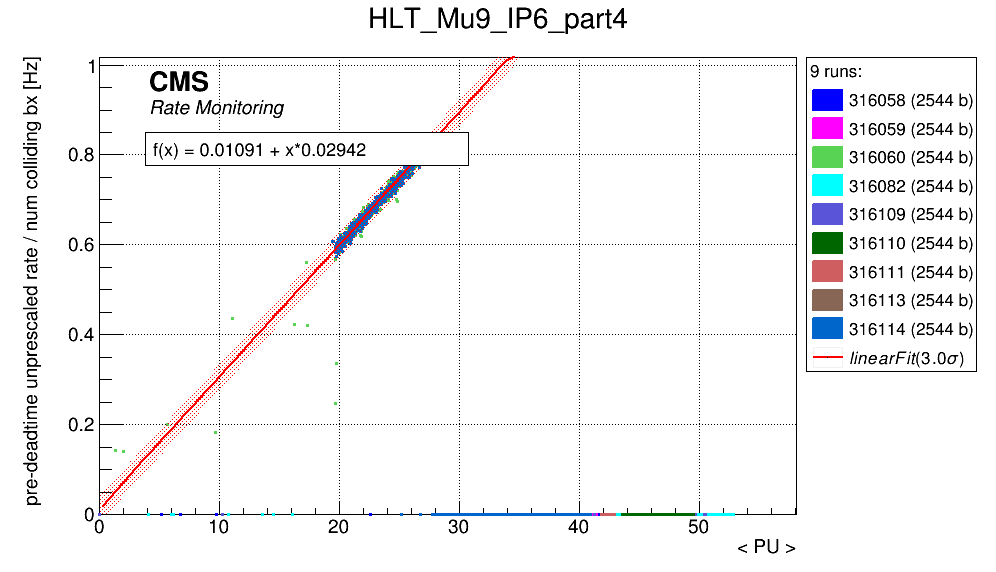 HLT_Mu9_IP6_part4
pre-deadtime unprescaled rate / num colliding bx [Hz]
CMS
Rate Monitoring
f(x) = 0.01091 + x*0.02942
1
0.8
0.6
0.4
0.2
0
0 10 20 30 40 50
< PU >
9 runs:
316058 (2544 b)
316059 (2544 b)
316060 (2544 b)
316082 (2544 b)
316109 (2544 b)
316110 (2544 b)
316111 (2544 b)
316113 (2544 b)
316114 (2544 b)
linearFit(3.0σ)